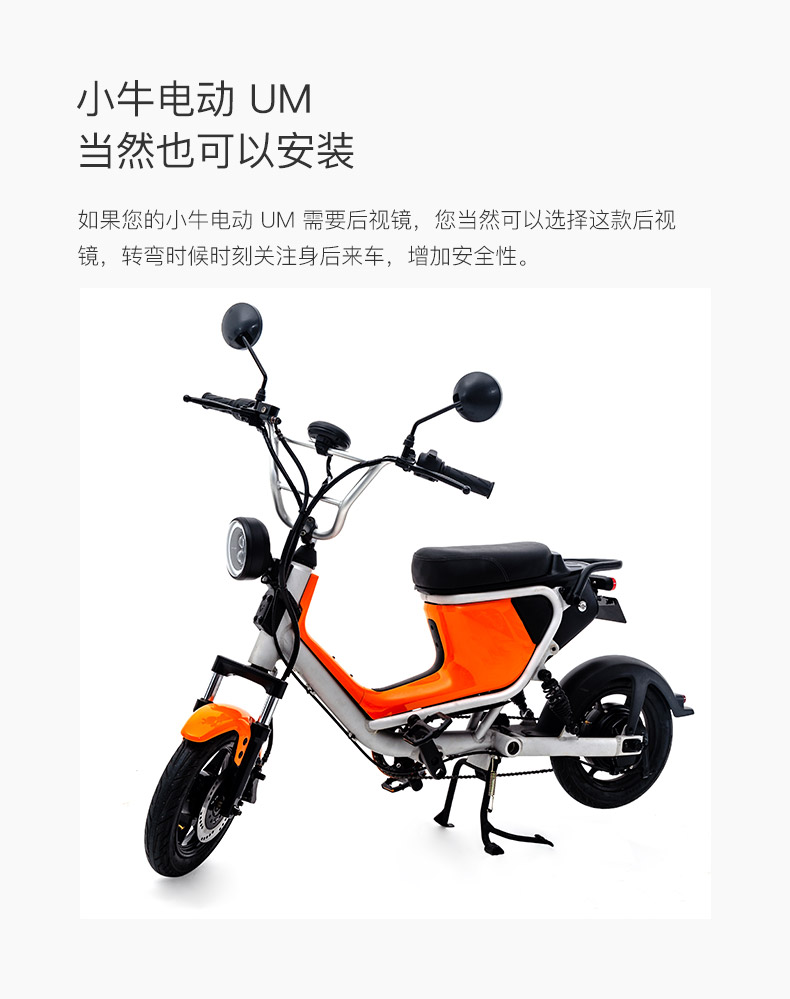 小牛电动 UM
当然也可以安装
如果您的小牛电动 UM 需要后视镜，您当然可以选择这款后视
镜，转弯时候时刻关注身后来车，增加安全性。